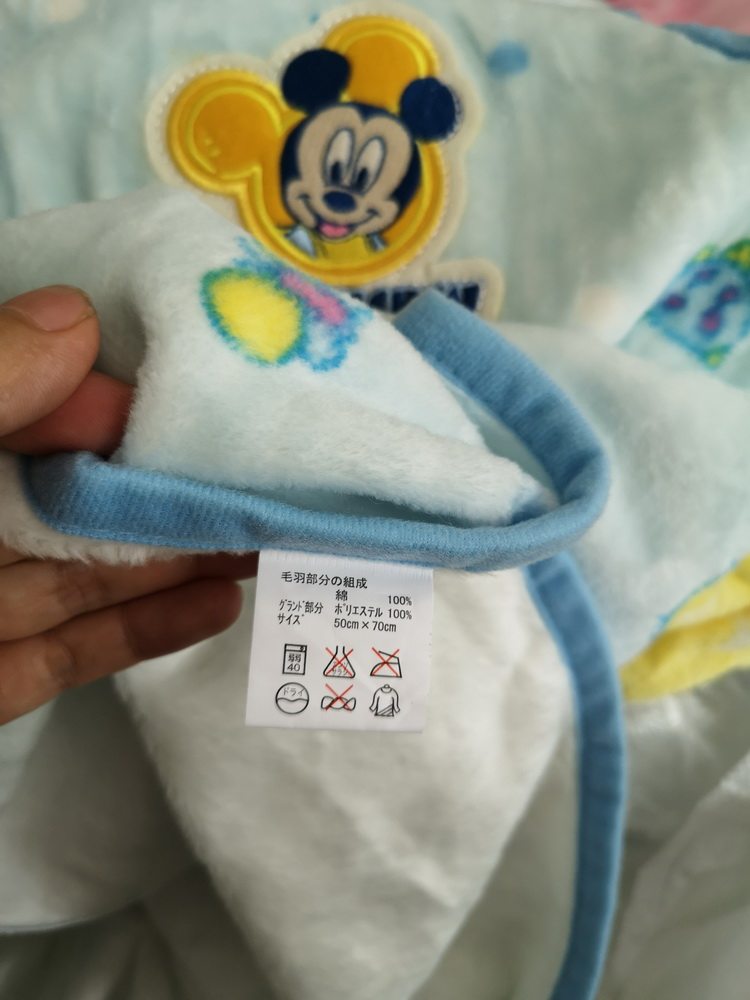 毛羽部分の組成
綿 100%
グランド部分 ポリエステル 100%
サイズ 50cm×70cm
40
ドライ